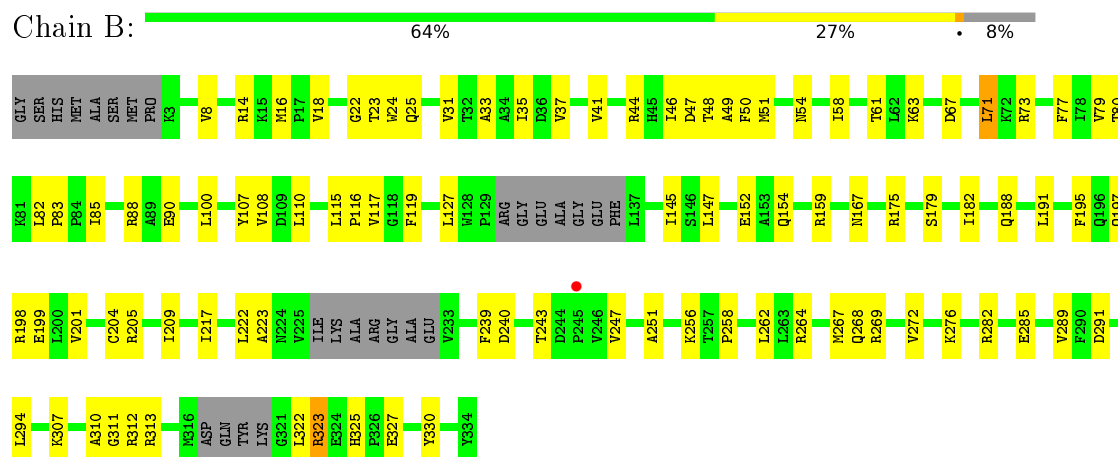 Chain B:
64% 27% • 8%
GLY SER HIS MET ALA SER MET PRO K3 V8 R14 K15 M16 P17 V18 G22 T23 W24 Q25 V31 T32 A33 A34 I35 D36 V37 V41 R44 H45 I46 D47 T48 A49 F50 M51 N54 I58 T61 L62 K63 D67 L71 K72 R73 F77 I78 V79 T80
K81 L82 P83 P84 I85 R88 A89 E90 L100 Y107 V108 D109 L110 L115 P116 V117 G118 F119 L127 W128 P129 ARG GLY GLU ALA GLY GLU PHE L137 I145 S146 L147 E152 A153 Q154 R159 N167 R175 S179 I182 Q188 L191 F195 Q196
R198 E199 L200 V201 C204 R205 I209 I217 L222 A223 N224 V225 ILE LYS ALA ARG GLY ALA GLU V233 F239 D240 T243 D244 P245 V246 V247 A251 K256 T257 P258 L262 L263 R264 M267 Q268 R269 V272 K276 R282 E285 V289 F290 D291
L294 K307 A310 G311 R312 R313 M316 ASP GLN TYR LYS G321 L322 R323 E324 H325 P326 E327 Y330 Y334